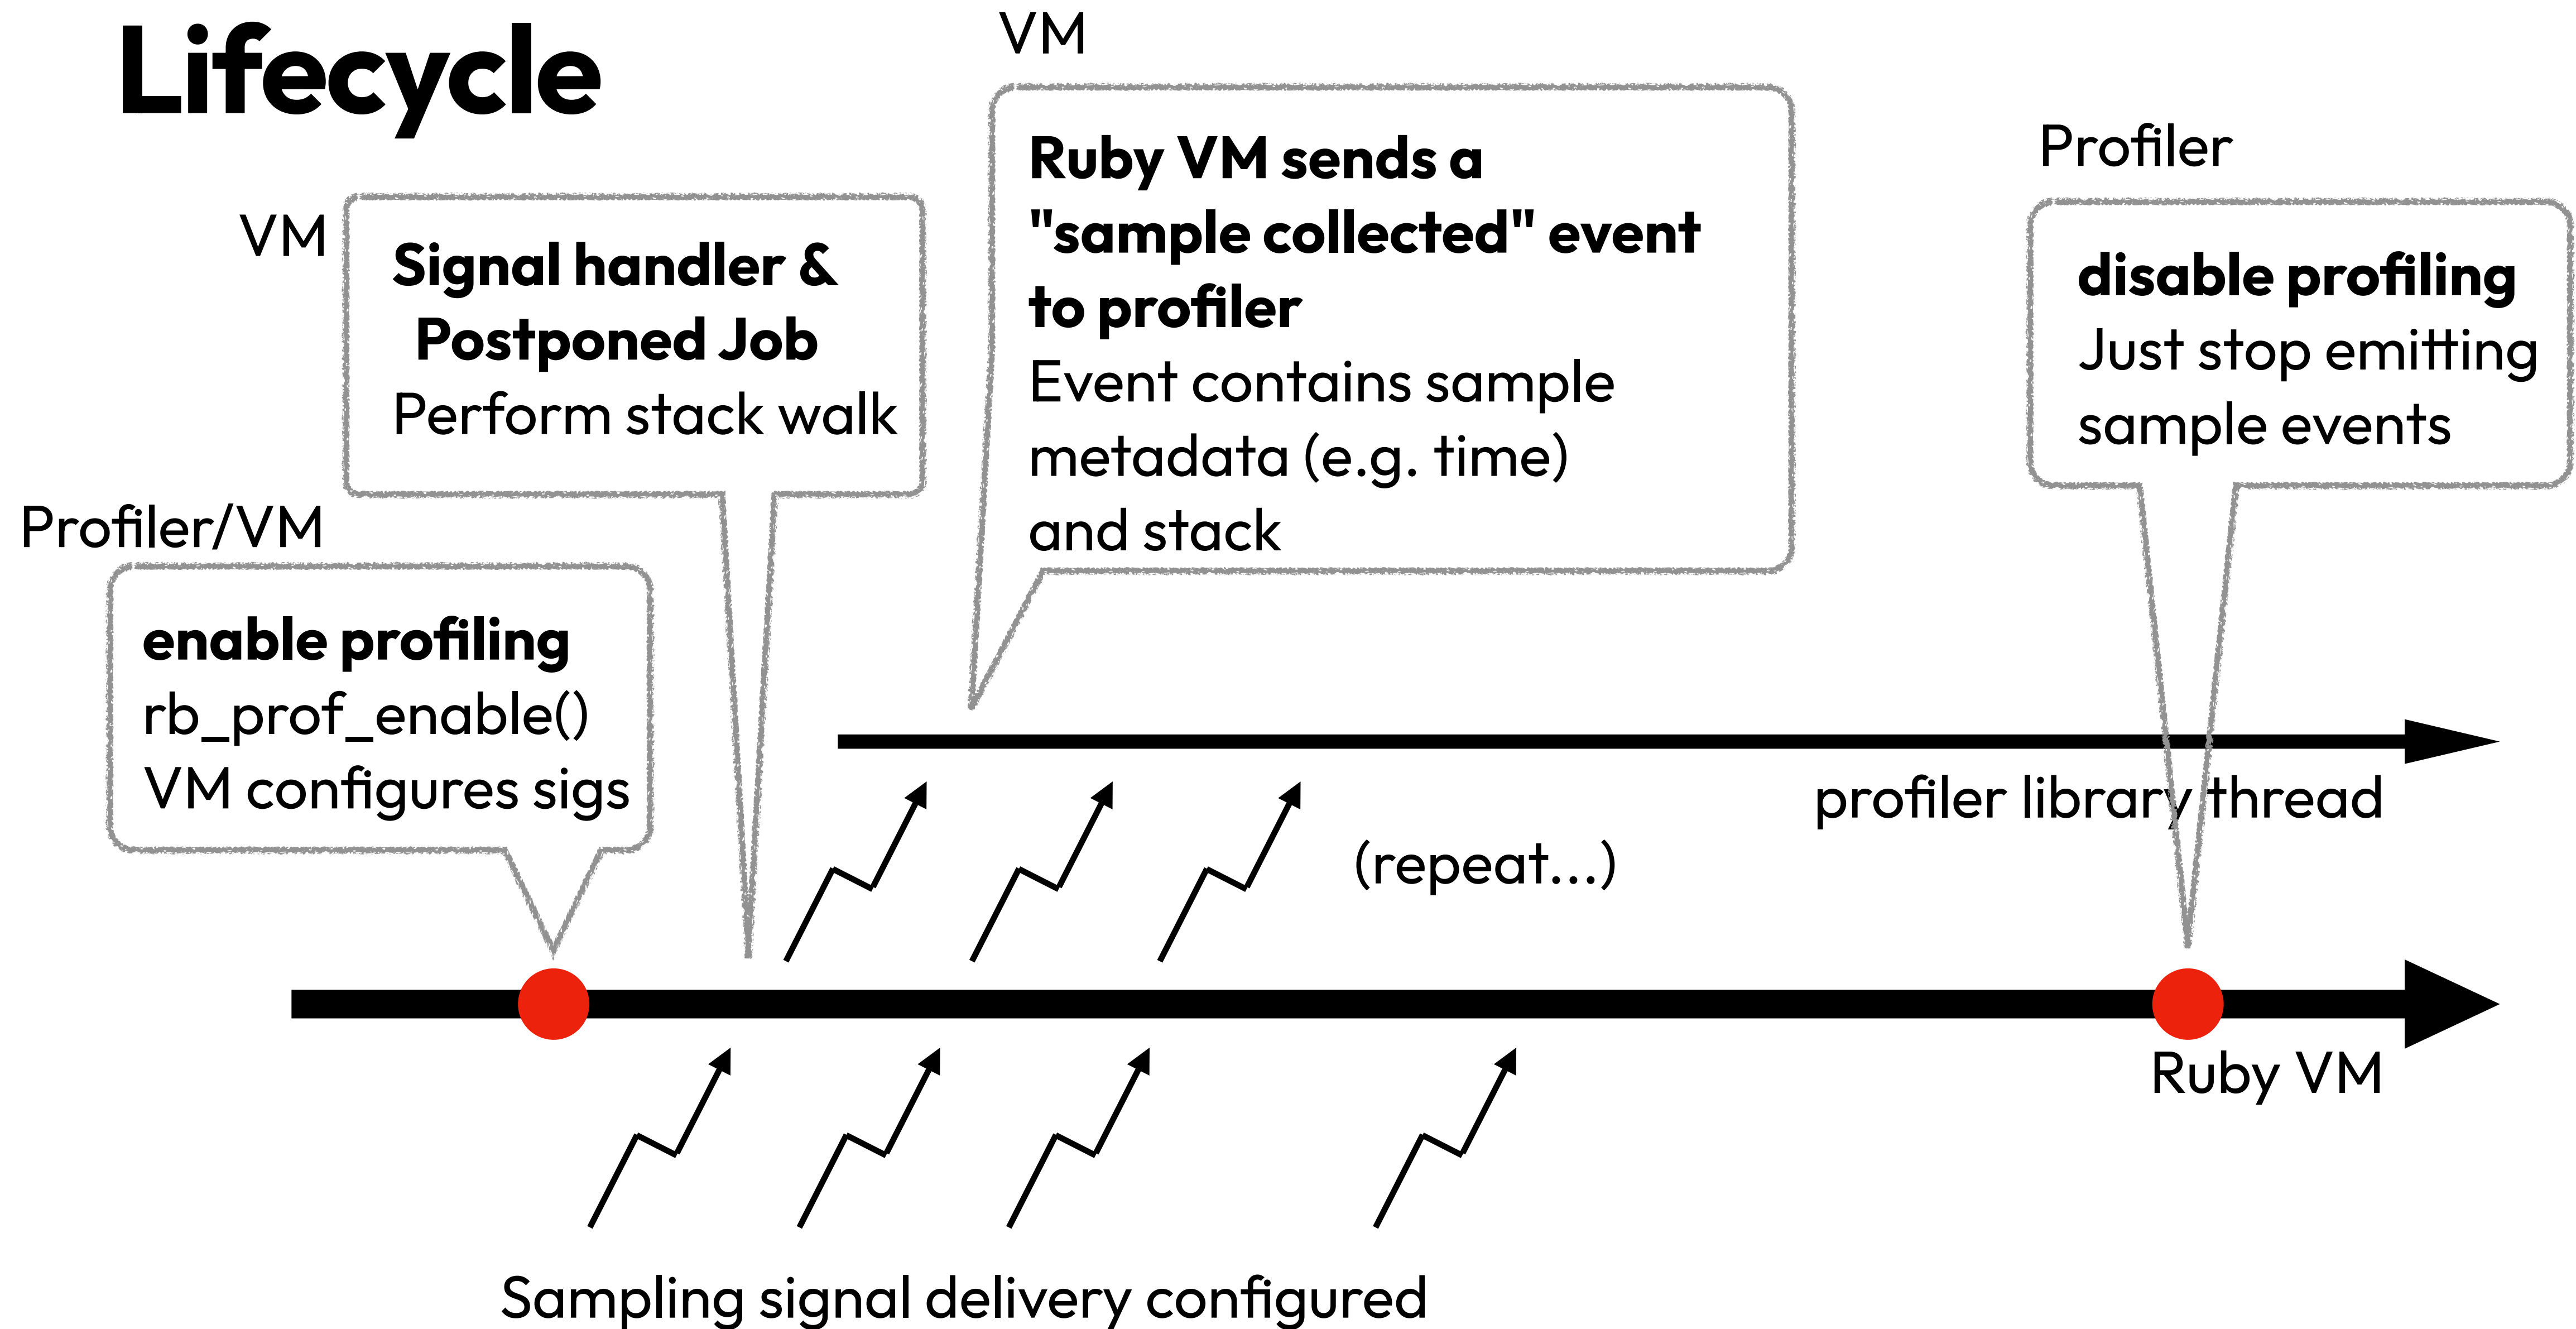 Lifecycle
VM
Ruby VM sends a
"sample collected" event
to profiler
Event contains sample
metadata (e.g. time)
and stack
Profiler
disable profiling
Just stop emitting
sample events
VM
Signal handler &
Postponed Job
Perform stack walk
Profiler/VM
enable profiling
rb_prof_enable()
VM configures sigs
profiler library thread
(repeat...)
Ruby VM
Sampling signal delivery configured